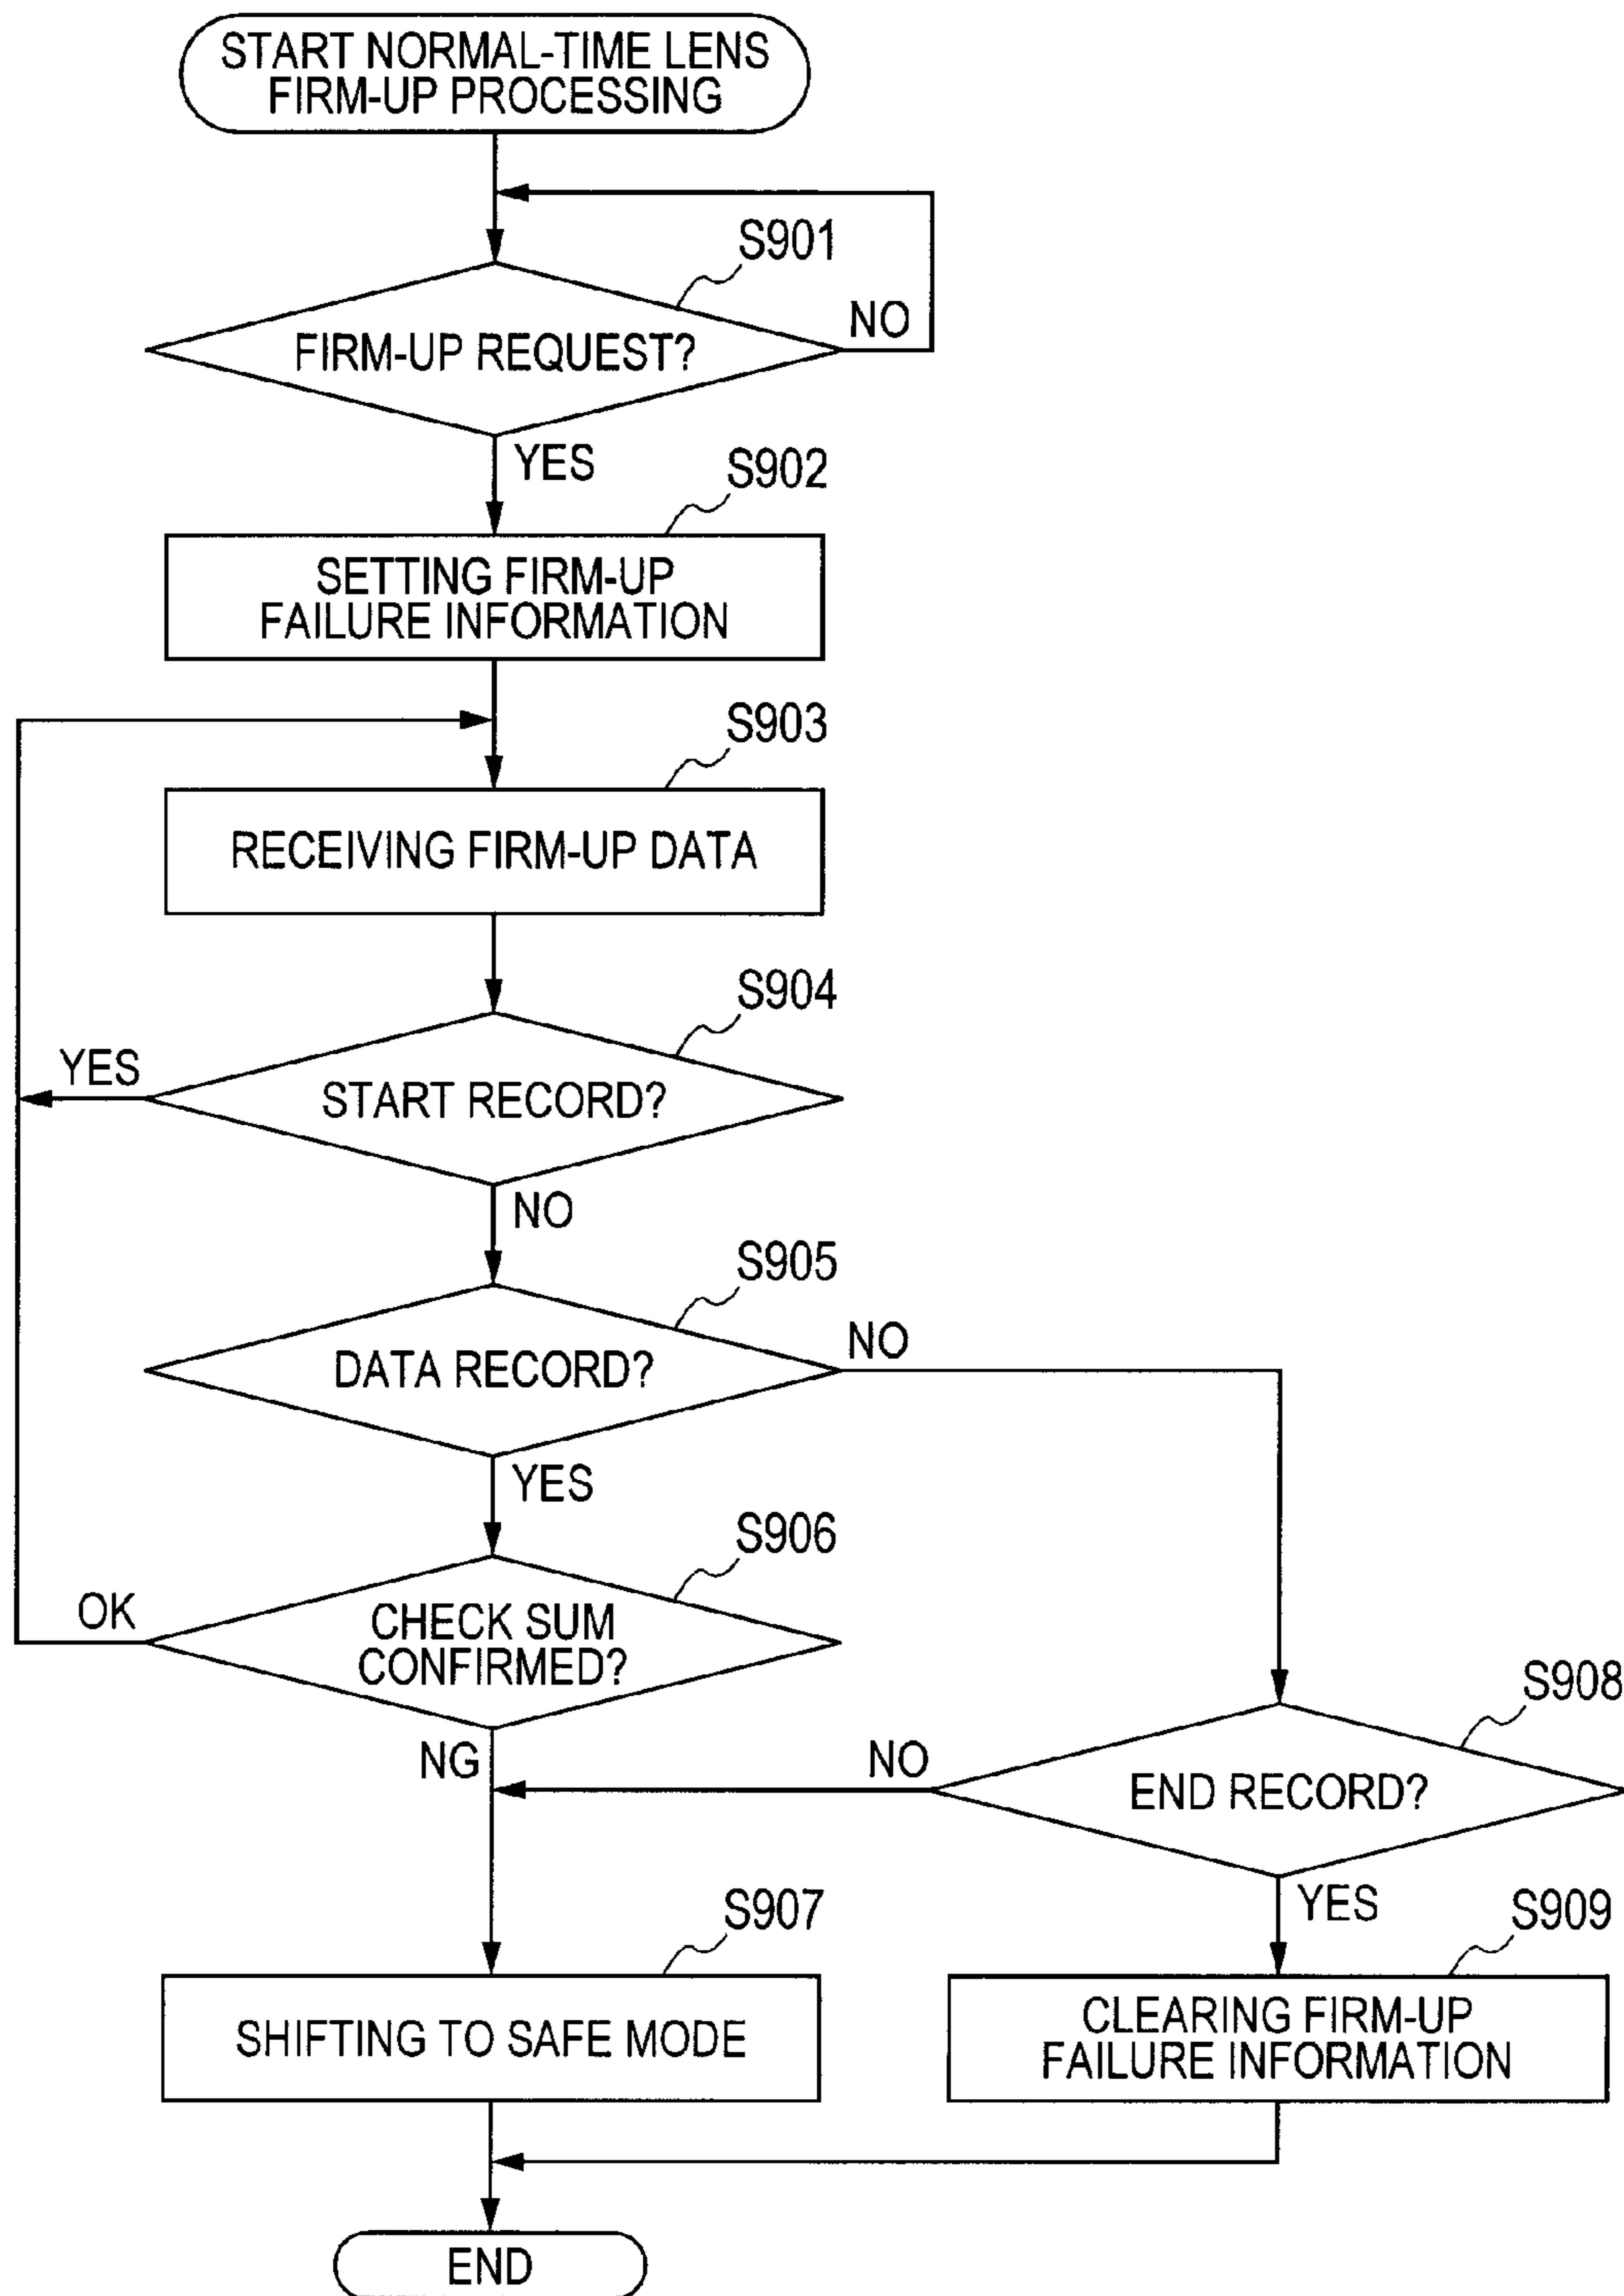 START NORMAL-TIME LENS
FIRM-UP PROCESSING
S901
NO
FIRM-UP REQUEST?
YES
S902
SETTING FIRM-UP
FAILURE INFORMATION
S903
RECEIVING FIRM-UP DATA
S904
YES
START RECORD?
NO
S905
NO
DATA RECORD?
YES
S906
OK
CHECK SUM
CONFIRMED?
S908
NG
NO
END RECORD?
YES
S907
S909
SHIFTING TO SAFE MODE
CLEARING FIRM-UP
FAILURE INFORMATION
END